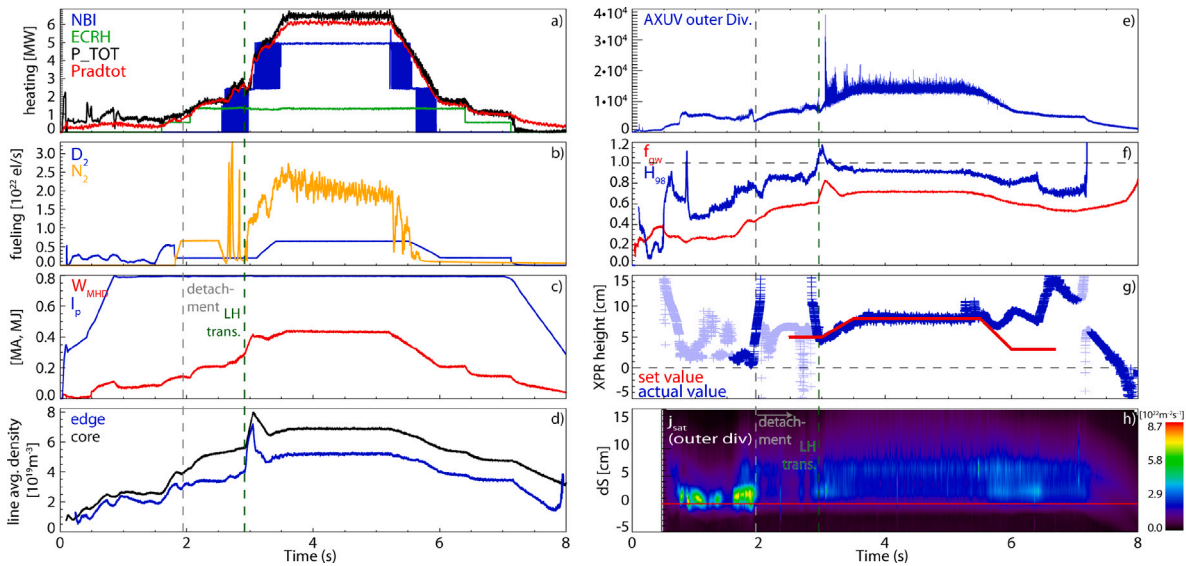 a)
NBI
ECRH
P_TOT
Pradtot
heating [MW]
6
5
4
3
2
1
0
b)
D2
N2
fueling [10²² el/s]
3.0
2.5
2.0
1.5
1.0
0.5
0.0
c)
W_MHD
I_p
detach-
ment
LH
trans.
[MA, MJ]
0.8
0.6
0.4
0.2
0.0
d)
edge
core
line avg. density
[10¹⁹m⁻³]
8
6
4
2
0
0 2 4 6 8
Time (s)
e)
AXUV outer Div.
4•10⁴
3•10⁴
2•10⁴
1•10⁴
0
f)
f_gw
H_98
1.2
1.0
0.8
0.6
0.4
0.2
0.0
g)
XPR height [cm]
15
10
5
0
-5
set value
actual value
h)
j_sat
(outer div)
detach-
ment
LH
trans.
dS [cm]
15
10
5
0
-5
[10²²m⁻²s⁻¹]
8.7
5.8
2.9
0.0
0 2 4 6 8
Time (s)